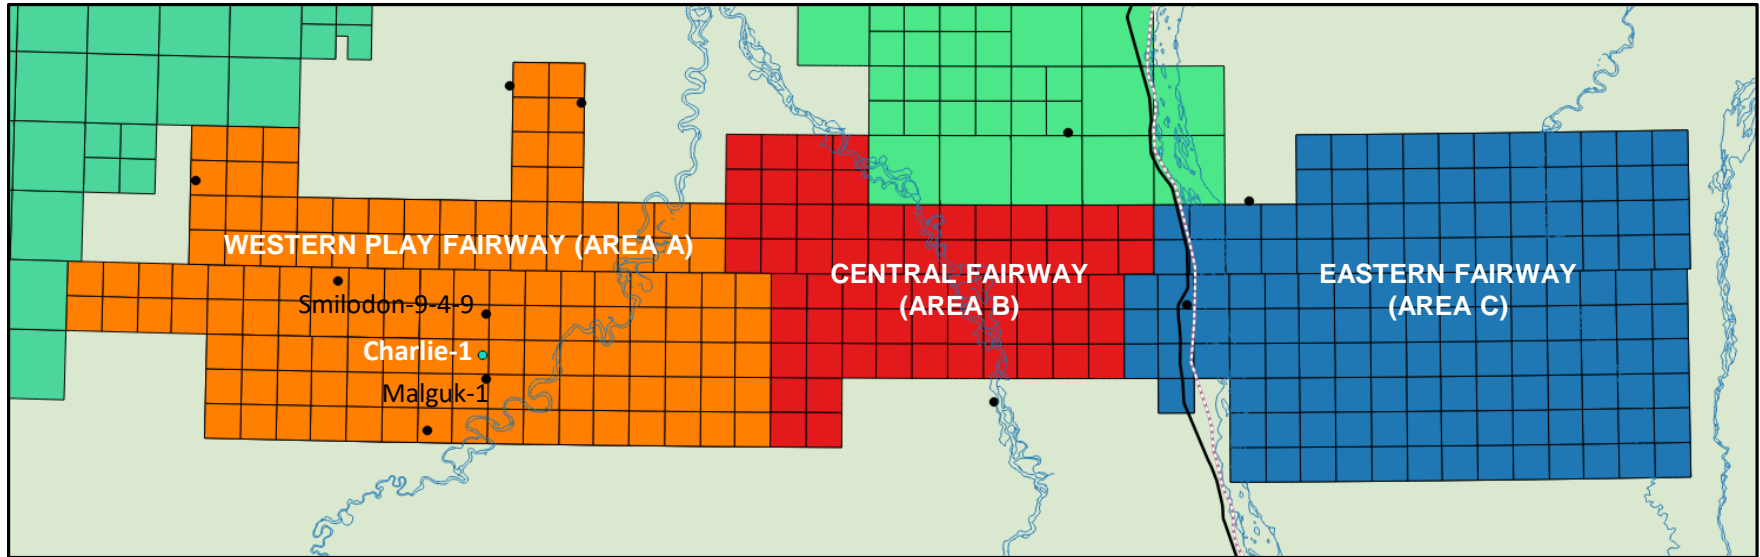 WESTERN PLAY FAIRWAY (AREA A)
CENTRAL FAIRWAY
(AREA B)
EASTERN FAIRWAY
(AREA C)
Smilodon-9-4-9
Charlie-1
Malguk-1